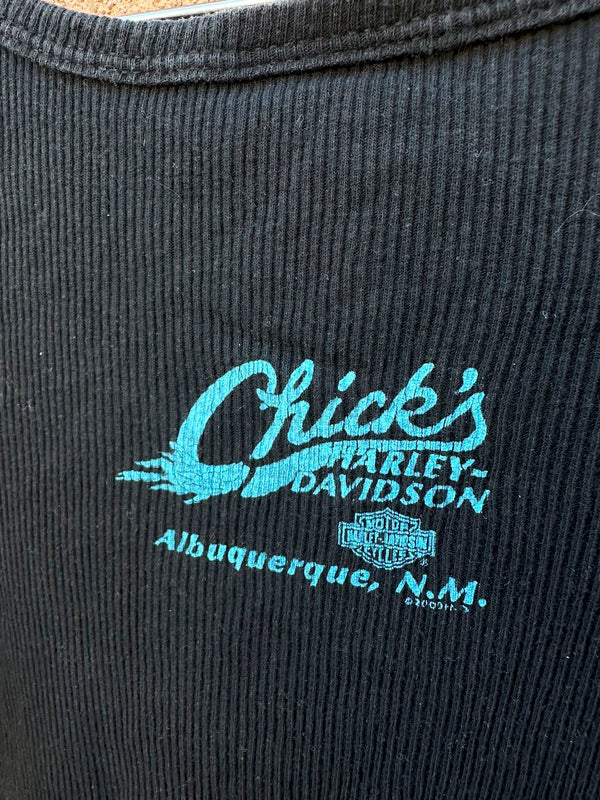 Chick's
HARLEY-
DAVIDSON
MOTOR
HARLEY-DAVIDSON
CYCLES
®
Albuquerque, N.M.